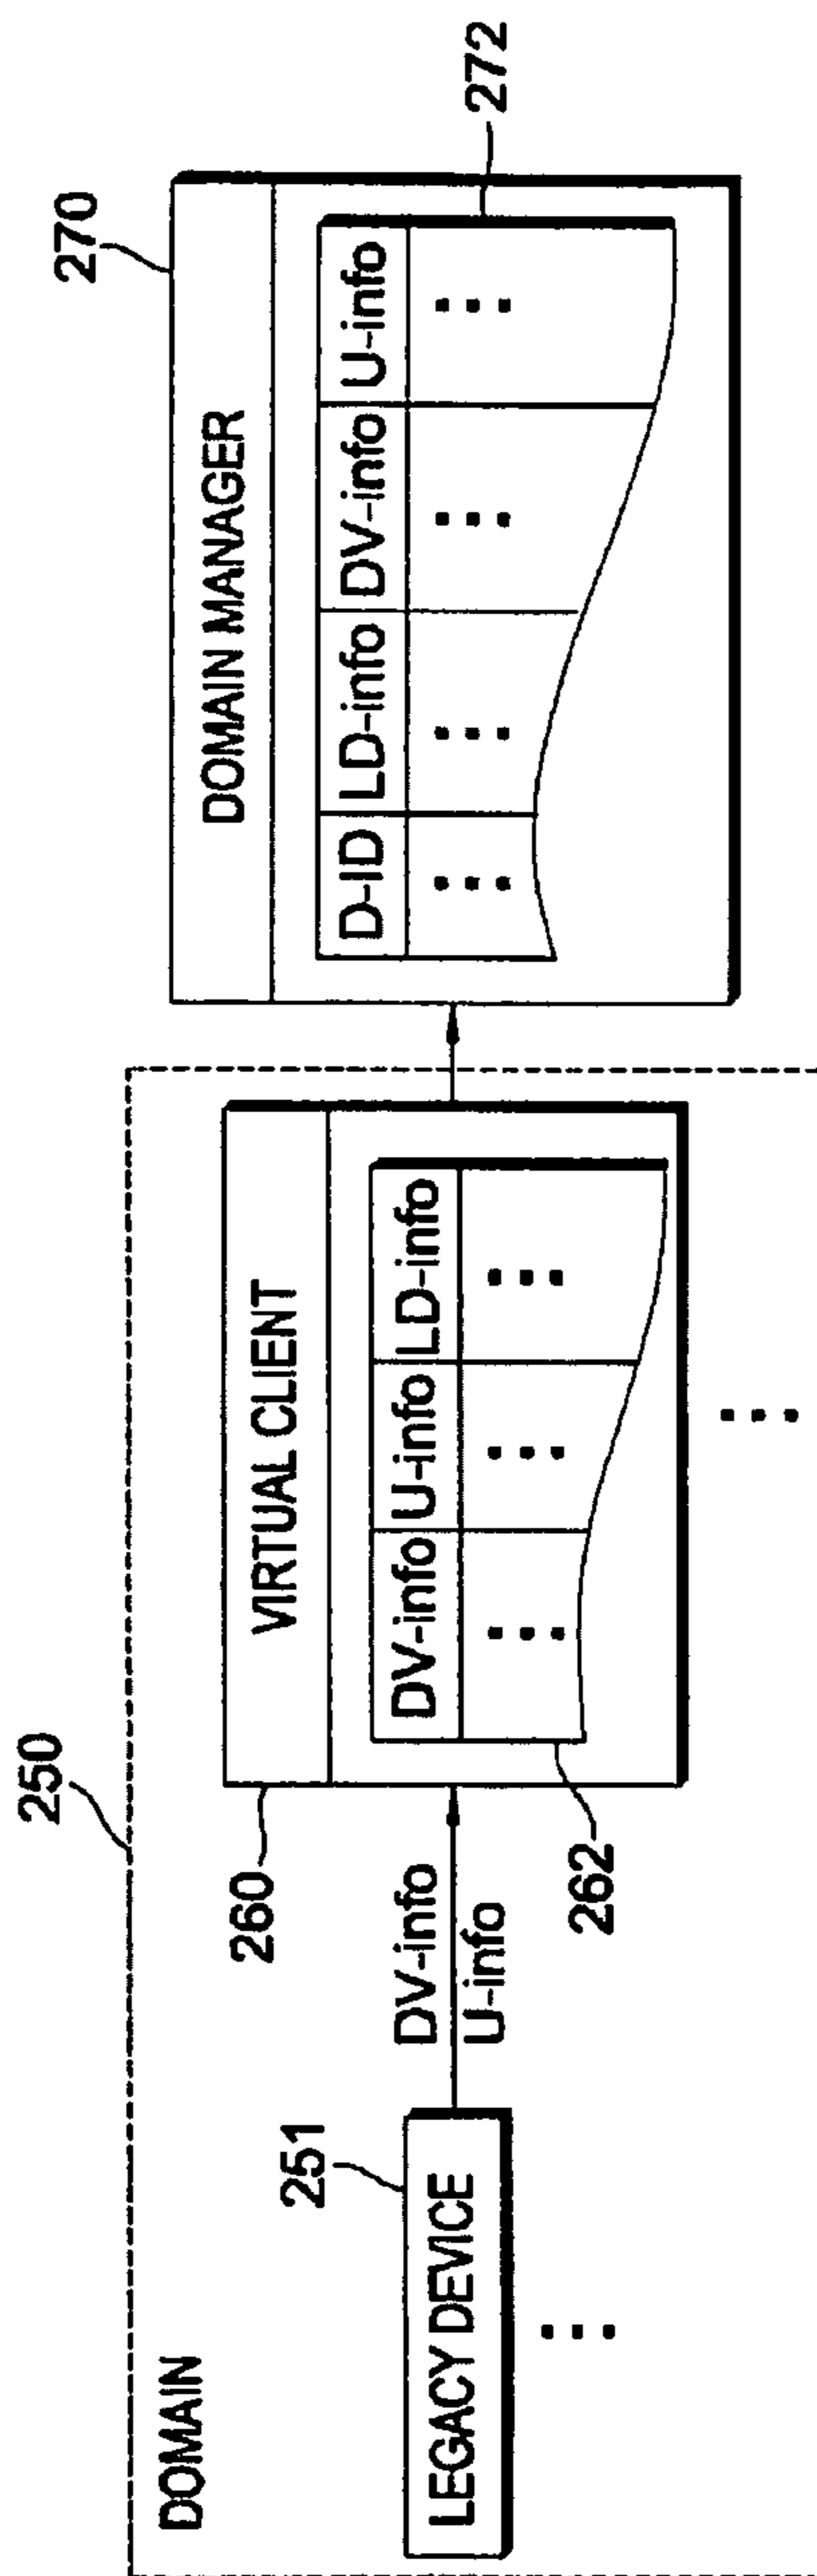 250
DOMAIN
251
LEGACY DEVICE
DV-info
U-info
260
VIRTUAL CLIENT
DV-info U-info LD-info
262
270
DOMAIN MANAGER
D-ID LD-info DV-info U-info
272